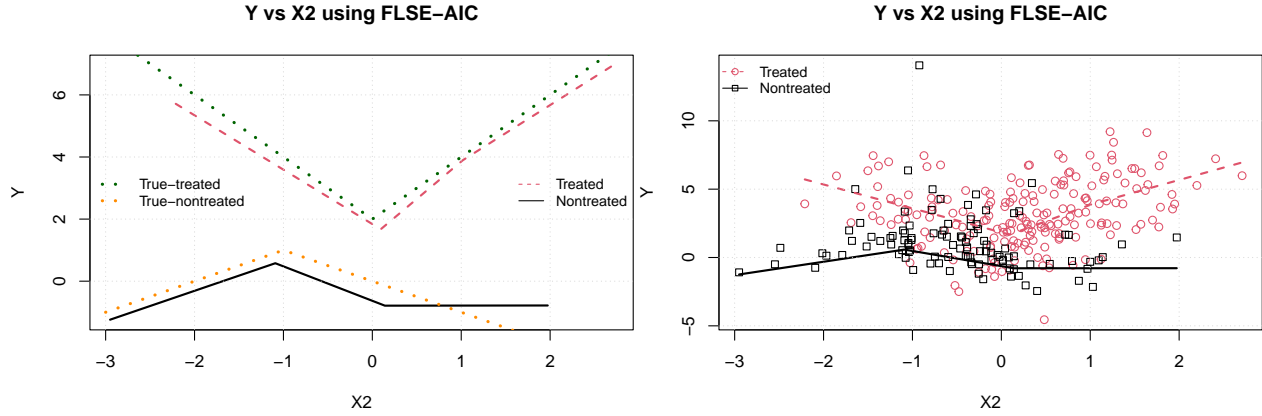 Y vs X2 using FLSE−AIC
Y
6
4
2
0
−3
−2
−1
0
1
2
X2
True−treated
True−nontreated
Treated
Nontreated
Y vs X2 using FLSE−AIC
Y
10
5
0
−5
−3
−2
−1
0
1
2
X2
Treated
Nontreated